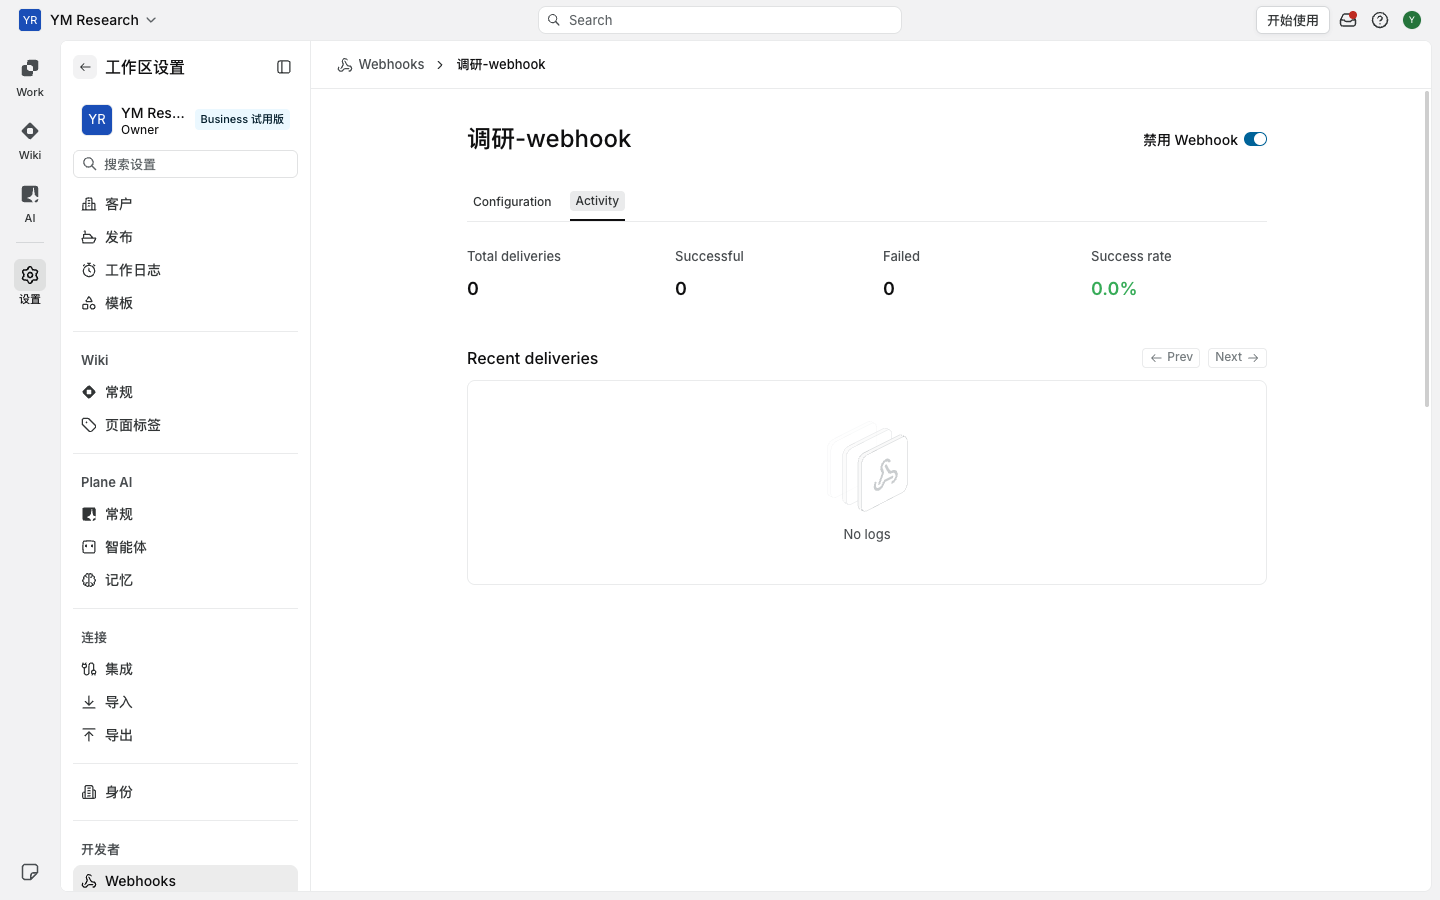 YR YM Research
Search
开始使用
Y
Work
Wiki
AI
设置
工作区设置
YR
YM Res...
Owner
Business 试用版
搜索设置
客户
发布
工作日志
模板
Wiki
常规
页面标签
Plane AI
常规
智能体
记忆
连接
集成
导入
导出
身份
开发者
Webhooks
Webhooks
调研-webhook
调研-webhook
禁用 Webhook
Configuration
Activity
Total deliveries
0
Successful
0
Failed
0
Success rate
0.0%
Recent deliveries
Prev
Next
No logs